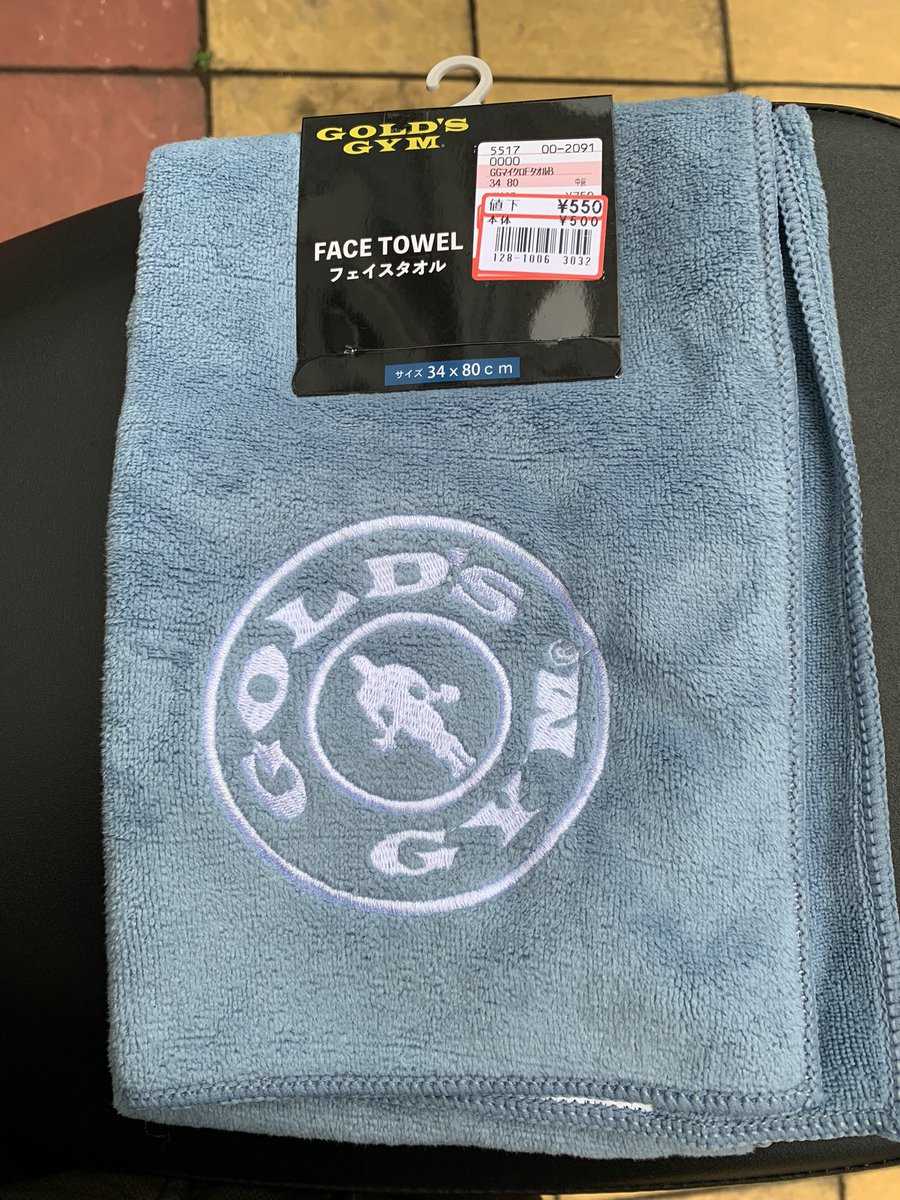 GOLD'S
GYM®
FACE TOWEL
フェイスタオル
サイズ 34x80cm
5517 00-2091
0000
GGマイクロFタオルB
34 80
値下 ¥550
本体 ¥500
128-1006 3032
GOLD'S GYM®